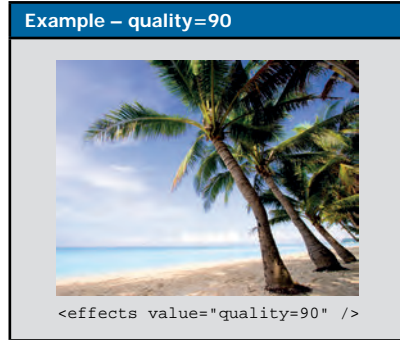 Example – quality=90
<effects value="quality=90" />